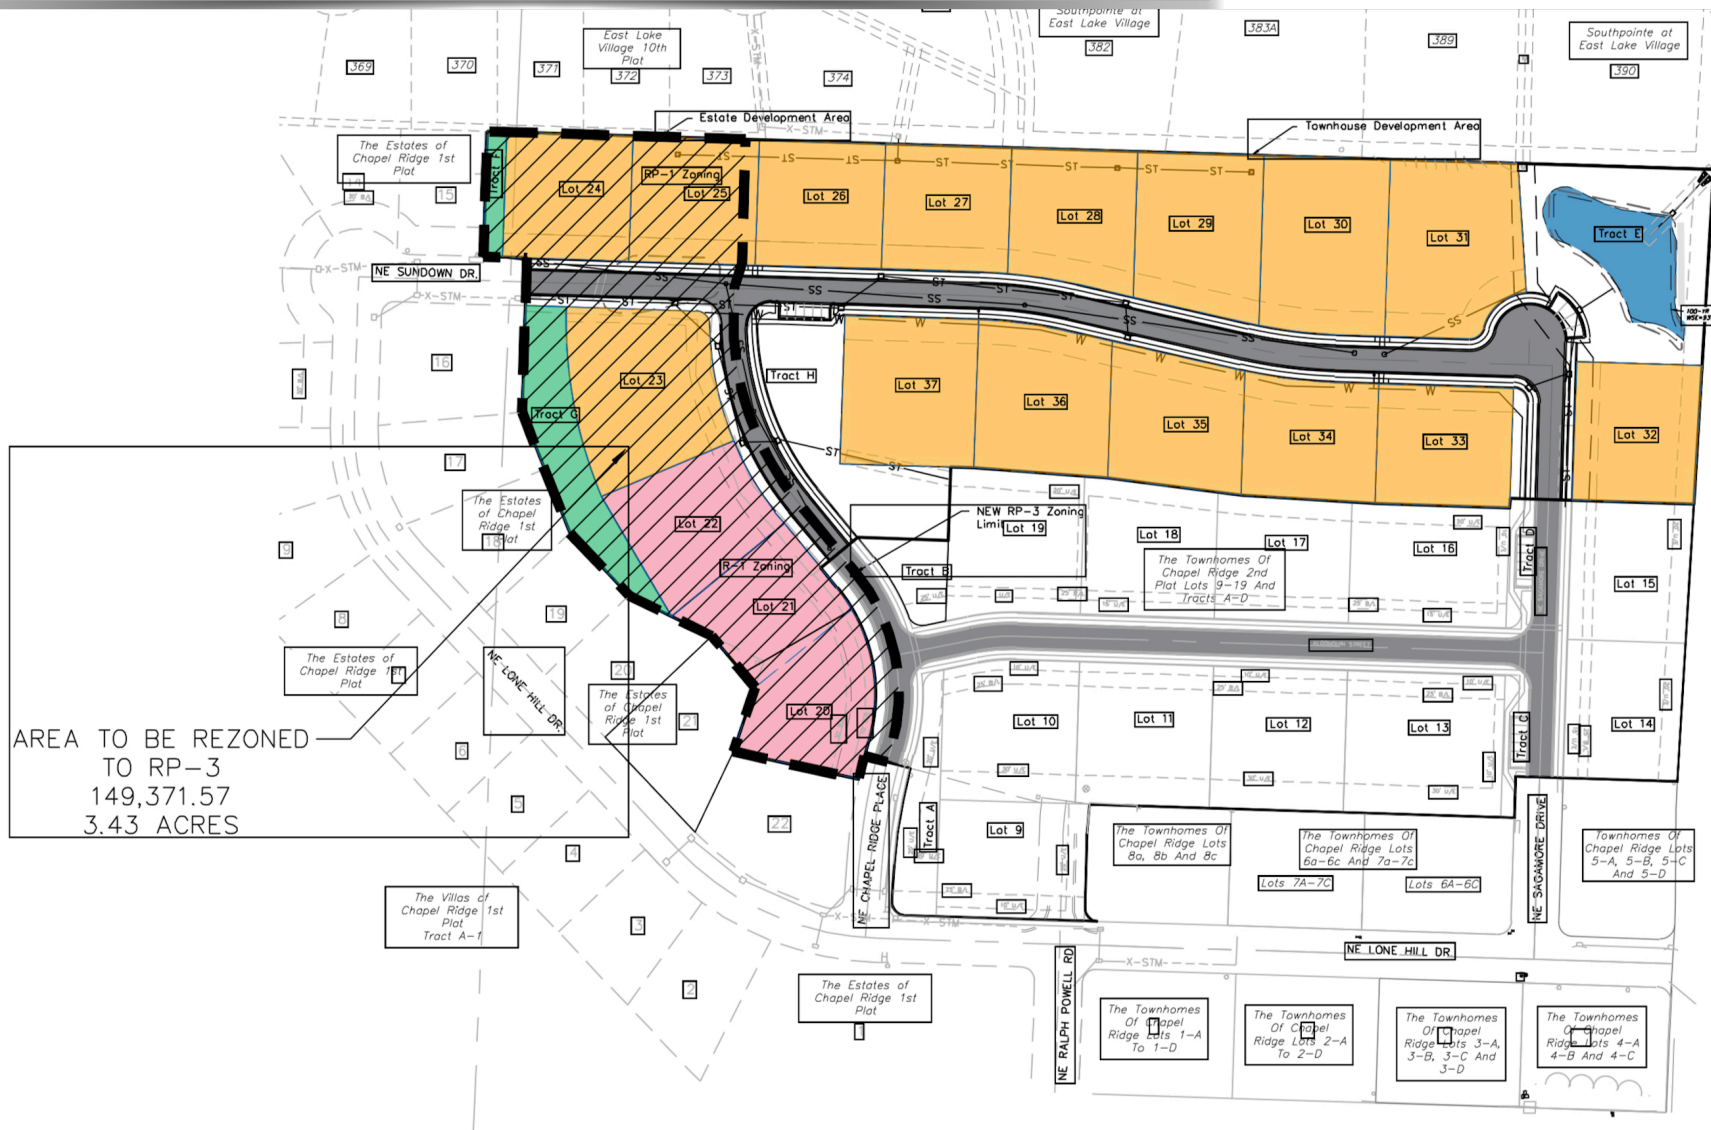 Southpointe at
East Lake Village
382
383A
389
Southpointe at
East Lake Village
390
East Lake
Village 10th
Plat
369
370
371
372
373
374
Estate Development Area
X-STM
Townhouse Development Area
The Estates of
Chapel Ridge 1st
Plat
14
15
Tract F
Lot 24
RP-1 Zoning
Lot 25
Lot 26
Lot 27
Lot 28
Lot 29
Lot 30
Lot 31
Tract E
NE SUNDOWN DR.
X-STM
X-STM
16
Lot 23
Tract G
Tract H
Lot 37
Lot 36
Lot 35
Lot 34
Lot 33
Lot 32
17
The Estates
of Chapel
Ridge 1st
Plat
18
9
Lot 22
R-1 Zoning
Lot 21
NEW RP-3 Zoning
Limit
Lot 19
Lot 18
Lot 17
Lot 16
Tract D
Lot 15
Tract B
The Townhomes Of
Chapel Ridge 2nd
Plat Lots 9-19 And
Tracts A-D
8
19
The Estates of
Chapel Ridge 1st
Plat
NE LONE HILL DR.
20
The Estates
of Chapel
Ridge 1st
Plat
21
Lot 20
Lot 10
Lot 11
Lot 12
Lot 13
Tract C
Lot 14
AREA TO BE REZONED
TO RP-3
149,371.57
3.43 ACRES
6
5
4
22
NE CHAPEL RIDGE PLACE
Tract A
Lot 9
The Townhomes Of
Chapel Ridge Lots
8a, 8b And 8c
The Townhomes Of
Chapel Ridge Lots
6a-6c And 7a-7c
Lots 7A-7C
Lots 6A-6C
NE SAGAMORE DRIVE
Townhomes Of
Chapel Ridge Lots
5-A, 5-B, 5-C
And 5-D
The Villas of
Chapel Ridge 1st
Plat
Tract A-1
3
2
X-STM
NE LONE HILL DR.
X-STM
NE RALPH POWELL RD
The Estates of
Chapel Ridge 1st
Plat
1
The Townhomes
Of Chapel
Ridge Lots 1-A
To 1-D
The Townhomes
Of Chapel
Ridge Lots 2-A
To 2-D
The Townhomes
Of Chapel
Ridge Lots 3-A,
3-B, 3-C And
3-D
The Townhomes
Of Chapel
Ridge Lots 4-A
4-B And 4-C